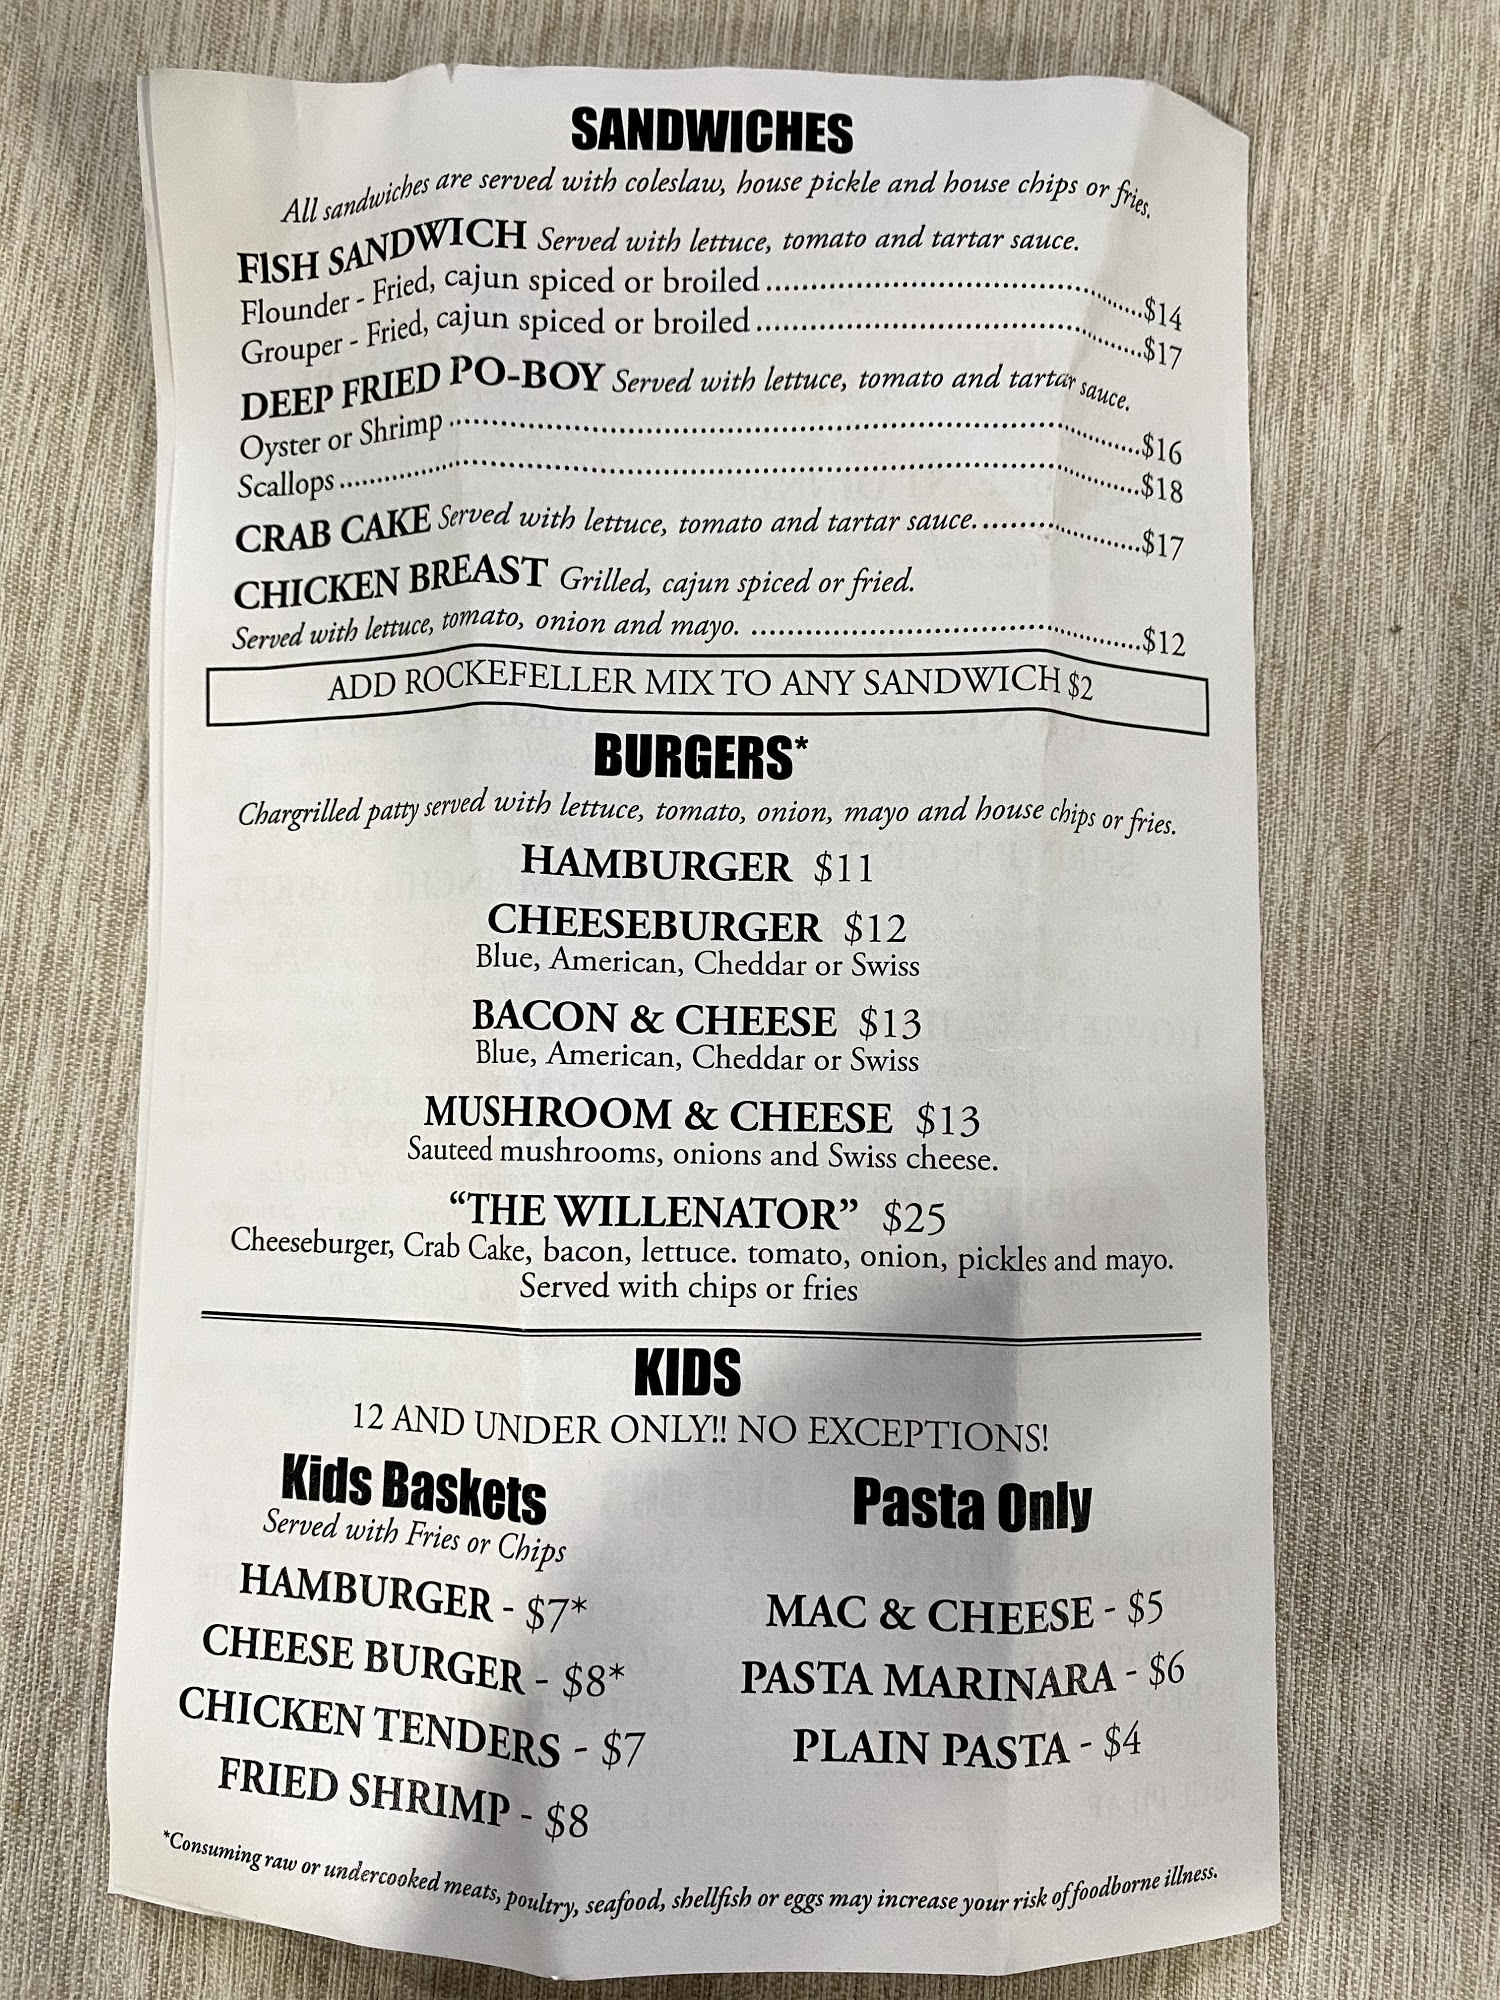 SANDWICHES
All sandwiches are served with coleslaw, house pickle and house chips or fries.
FISH SANDWICH Served with lettuce, tomato and tartar sauce.
Flounder - Fried, cajun spiced or broiled ........ $14
Grouper - Fried, cajun spiced or broiled ........ $17
DEEP FRIED PO-BOY Served with lettuce, tomato and tartar sauce.
Oyster or Shrimp ........ $16
Scallops ........ $18
CRAB CAKE Served with lettuce, tomato and tartar sauce. ........ $17
CHICKEN BREAST Grilled, cajun spiced or fried.
Served with lettuce, tomato, onion and mayo. ........ $12
ADD ROCKEFELLER MIX TO ANY SANDWICH $2
BURGERS*
Chargrilled patty served with lettuce, tomato, onion, mayo and house chips or fries.
HAMBURGER $11
CHEESEBURGER $12
Blue, American, Cheddar or Swiss
BACON & CHEESE $13
Blue, American, Cheddar or Swiss
MUSHROOM & CHEESE $13
Sauteed mushrooms, onions and Swiss cheese.
“THE WILLENATOR” $25
Cheeseburger, Crab Cake, bacon, lettuce. tomato, onion, pickles and mayo.
Served with chips or fries
KIDS
12 AND UNDER ONLY!! NO EXCEPTIONS!
Kids Baskets
Served with Fries or Chips
HAMBURGER - $7*
CHEESE BURGER - $8*
CHICKEN TENDERS - $7
FRIED SHRIMP - $8
Pasta Only
MAC & CHEESE - $5
PASTA MARINARA - $6
PLAIN PASTA - $4
*Consuming raw or undercooked meats, poultry, seafood, shellfish or eggs may increase your risk of foodborne illness.